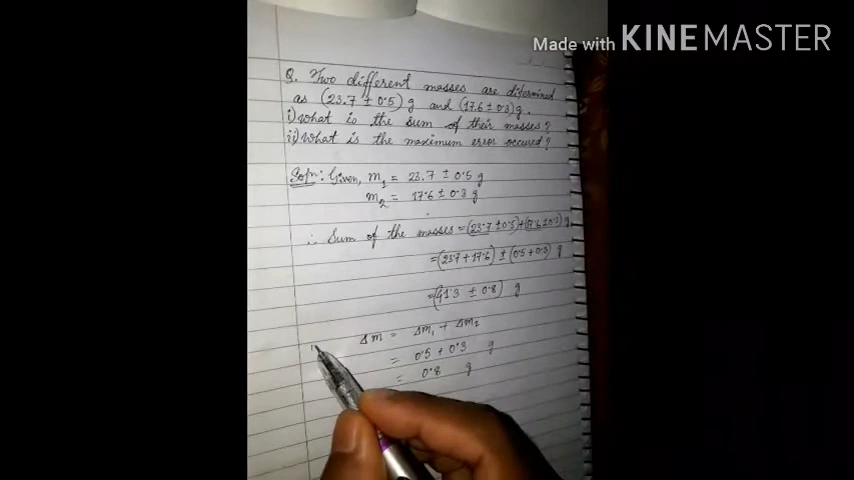 Made with KINEMASTER
Q. Two different masses are ditermined
as (23.7 ± 0.5) g and (17.6 ± 0.3) g.
i) What is the sum of their masses?
ii) What is the maximum error occured?
Soln: Given, m₁ = 23.7 ± 0.5 g
m₂ = 17.6 ± 0.3 g
∴ Sum of the masses = (23.7 ± 0.5) + (17.6 ± 0.3) g
= (23.7 + 17.6) ± (0.5 + 0.3) g
= (41.3 ± 0.8) g
Δm = Δm₁ + Δm₂
= 0.5 + 0.3 g
= 0.8 g